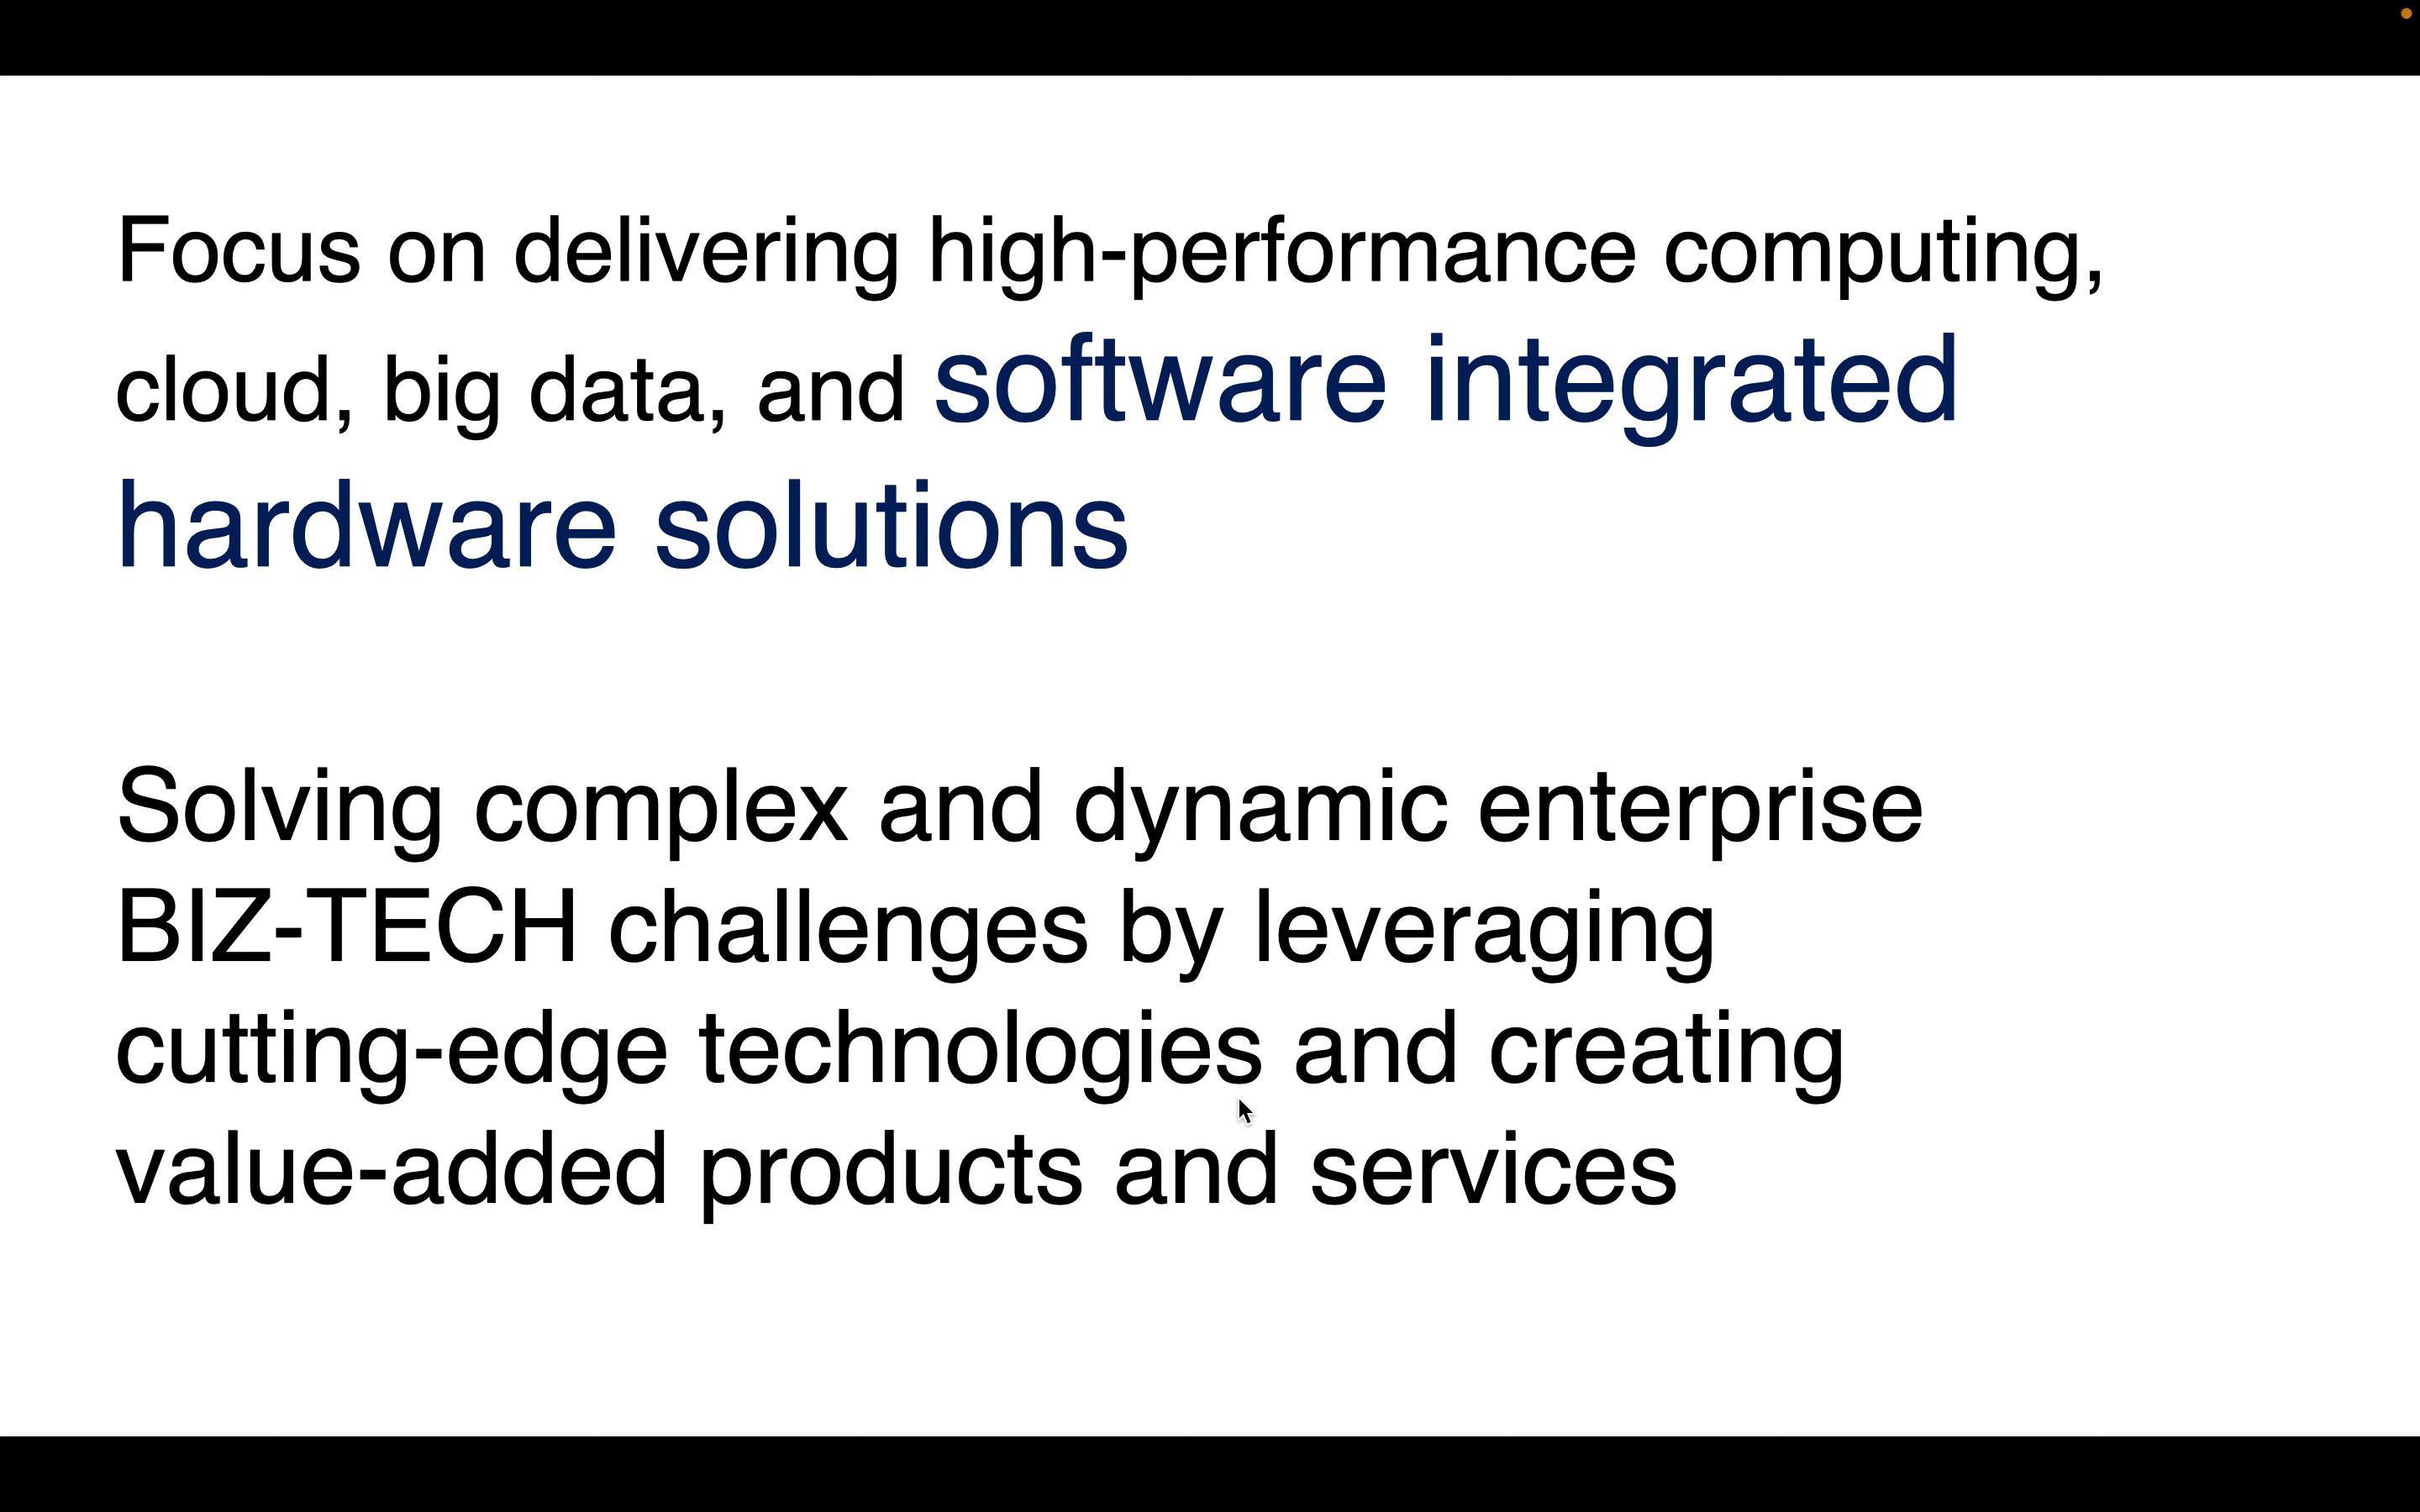 Focus on delivering high-performance computing,
cloud, big data, and software integrated
hardware solutions
Solving complex and dynamic enterprise
BIZ-TECH challenges by leveraging
cutting-edge technologies and creating
value-added products and services